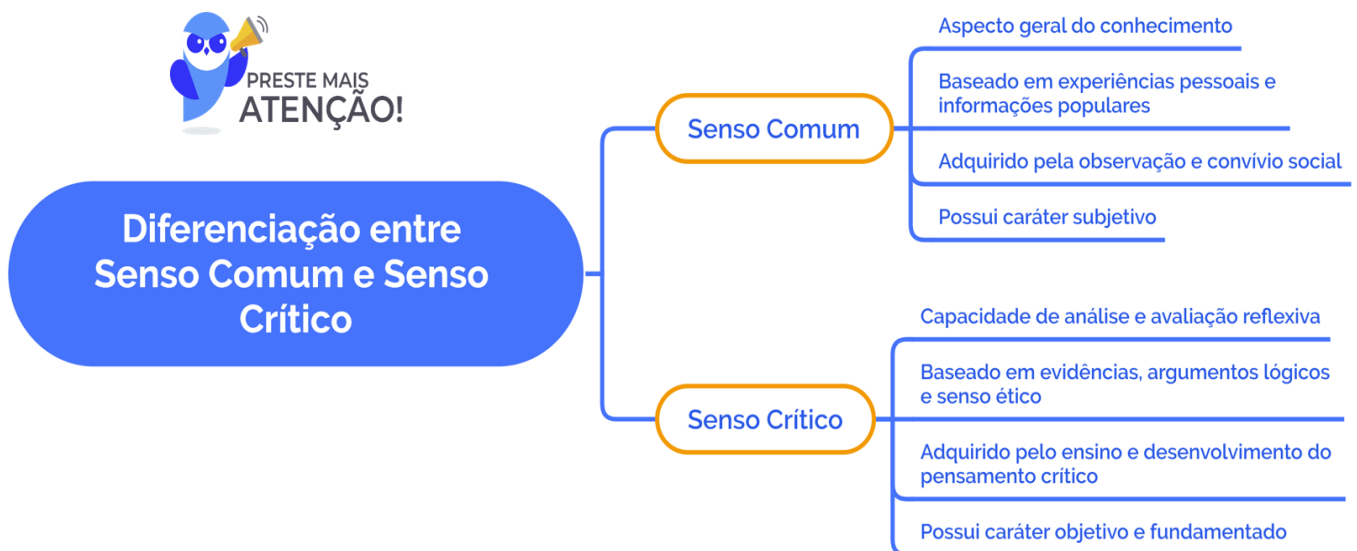 PRESTE MAIS
ATENÇÃO!
Diferenciação entre
Senso Comum e Senso
Crítico
Senso Comum
Aspecto geral do conhecimento
Baseado em experiências pessoais e
informações populares
Adquirido pela observação e convívio social
Possui caráter subjetivo
Senso Crítico
Capacidade de análise e avaliação reflexiva
Baseado em evidências, argumentos lógicos
e senso ético
Adquirido pelo ensino e desenvolvimento do
pensamento crítico
Possui caráter objetivo e fundamentado